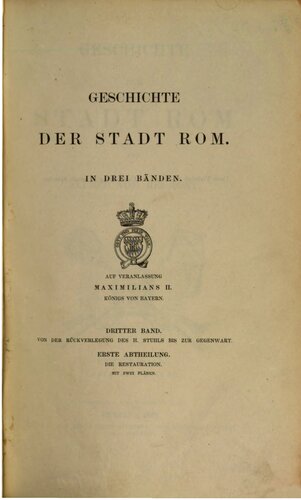 GESCHICHTE
DER STADT ROM.
IN DREI BÄNDEN.
AUF VERANLASSUNG
MAXIMILIANS II.
KÖNIGS VON BAYERN.
DRITTER BAND.
VON DER RÜCKVERLEGUNG DES H. STUHLS BIS ZUR GEGENWART.
ERSTE ABTHEILUNG.
DIE RESTAURATION.
MIT ZWEI PLÄNEN.